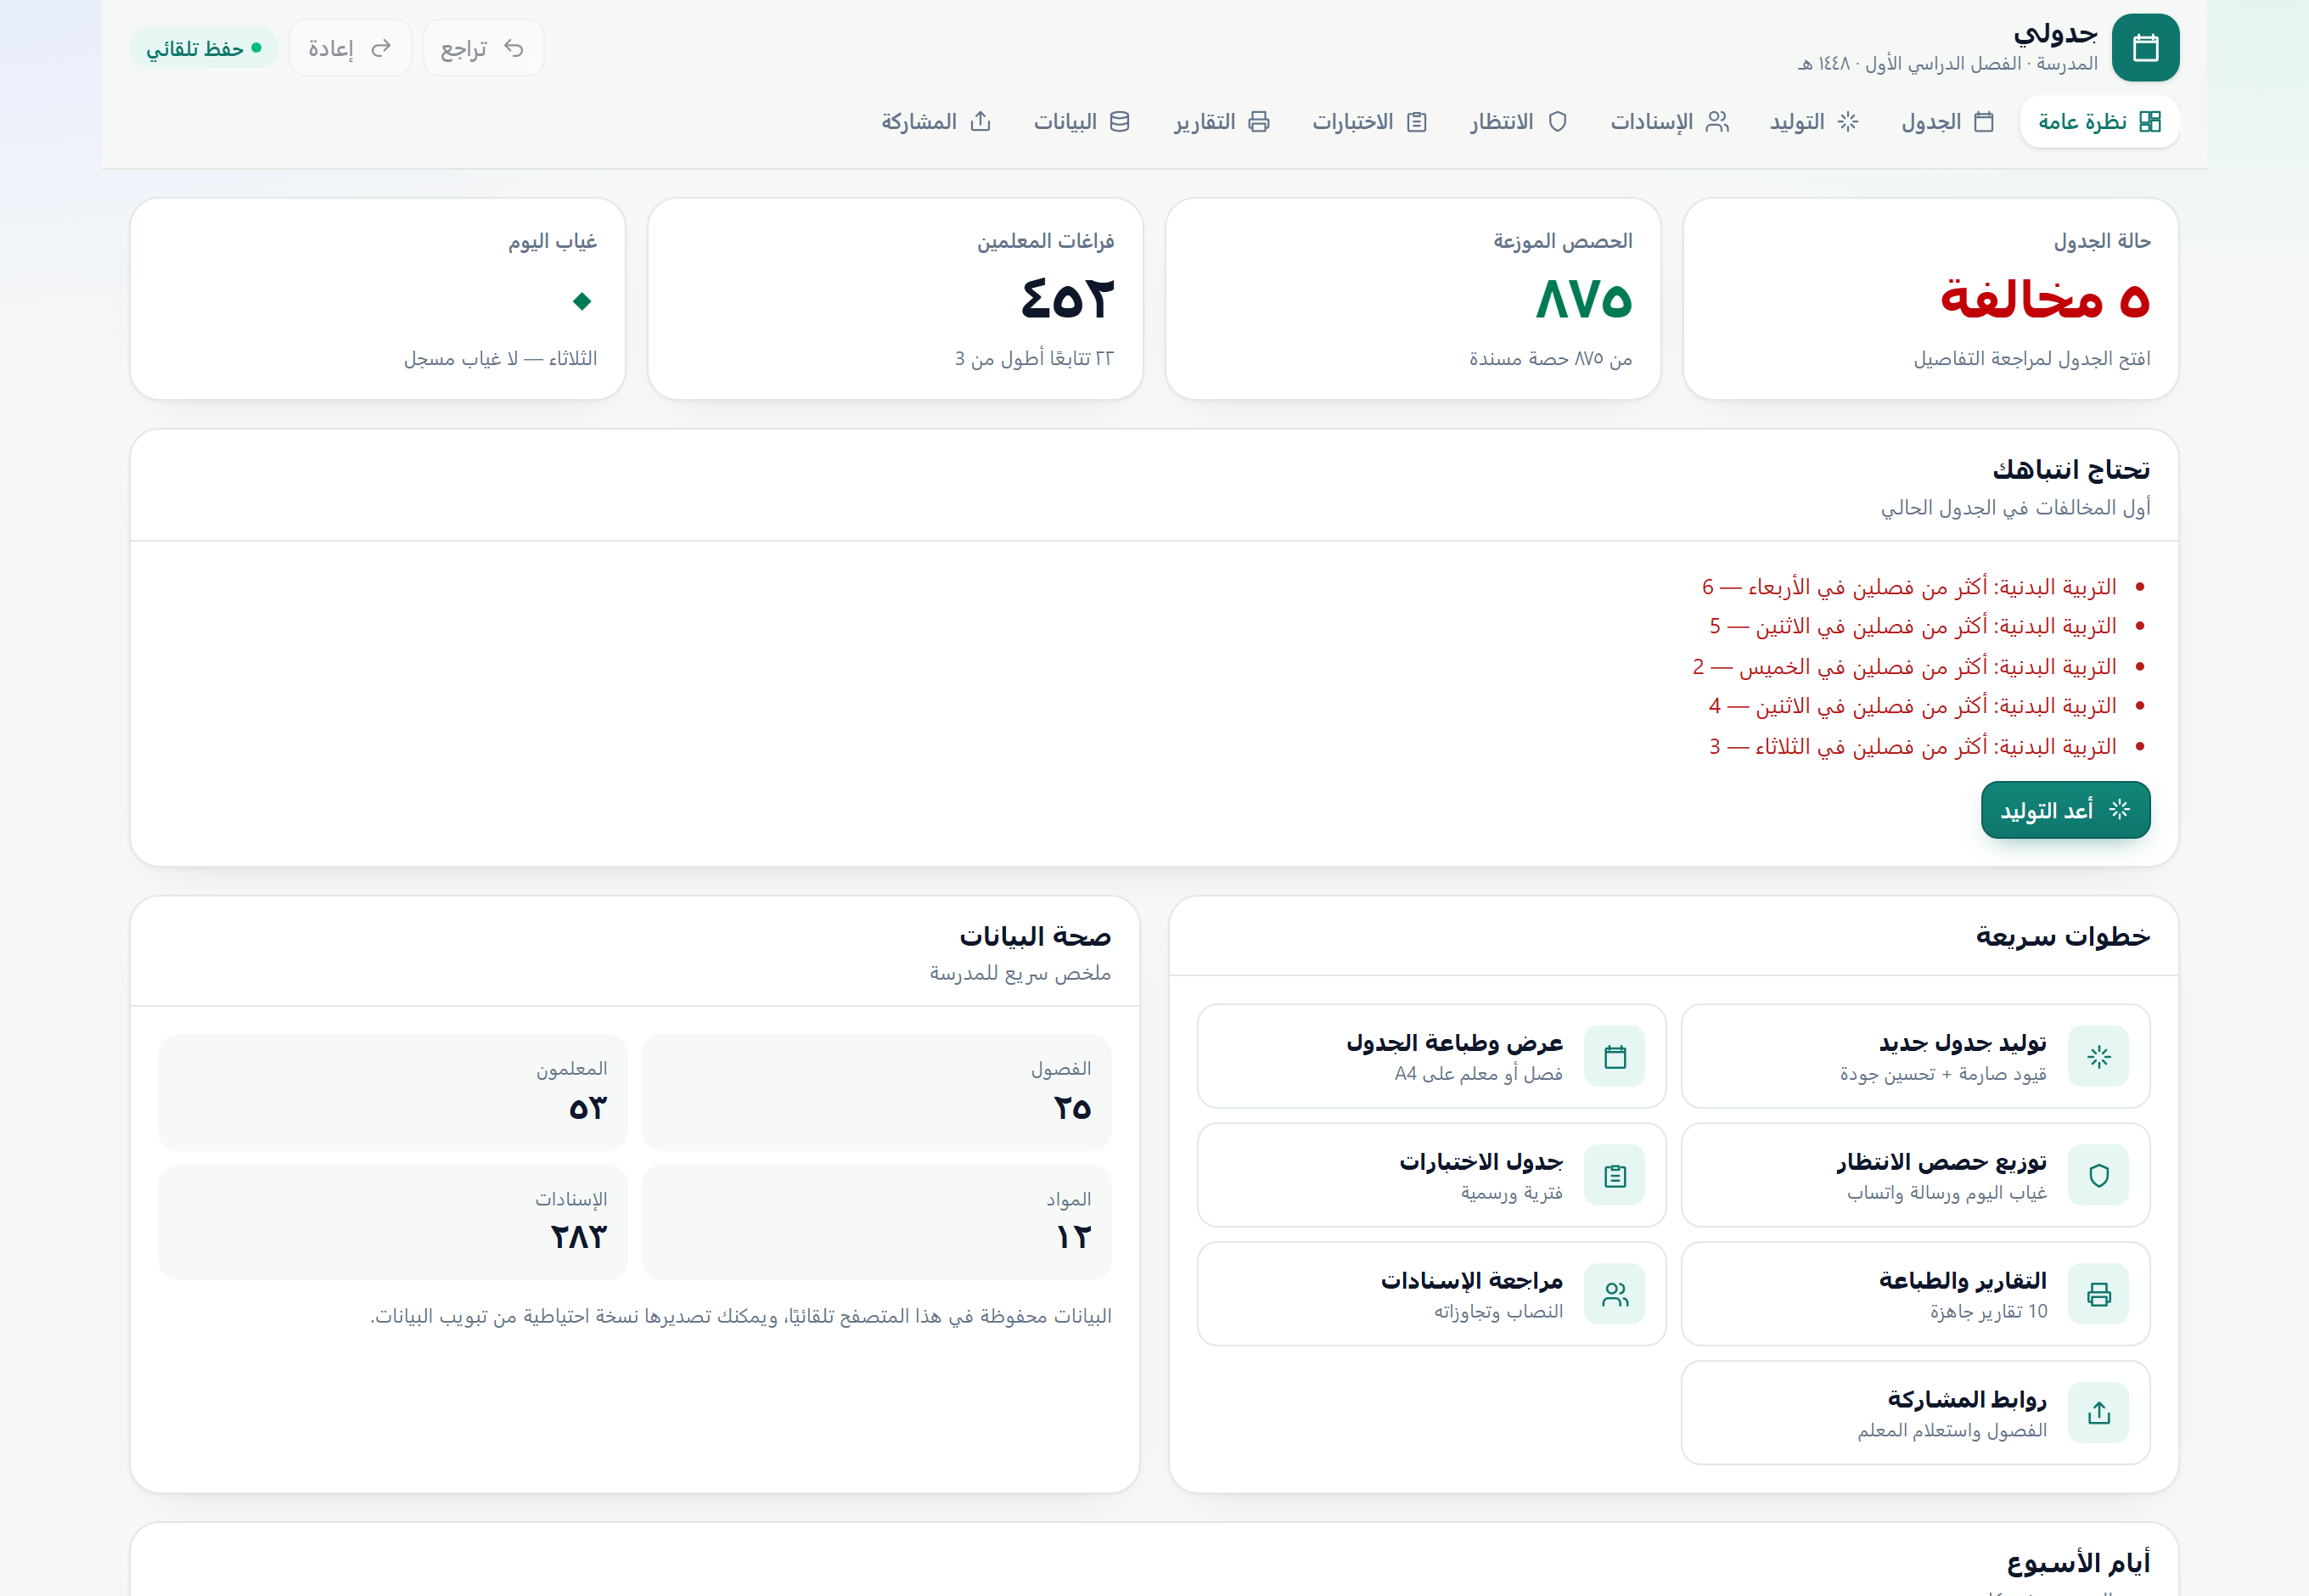 جدولي
المدرسة · الفصل الدراسي الأول · ١٤٤٨ هـ
تراجع
إعادة
حفظ تلقائي
نظرة عامة
الجدول
التوليد
الإسنادات
الانتظار
الاختبارات
التقارير
البيانات
المشاركة
حالة الجدول
٥ مخالفة
افتح الجدول لمراجعة التفاصيل
الحصص الموزعة
٨٧٥
من ٨٧٥ حصة مسندة
فراغات المعلمين
٤٥٢
٢٢ تتابعًا أطول من 3
غياب اليوم
٠
الثلاثاء — لا غياب مسجل
تحتاج انتباهك
أول المخالفات في الجدول الحالي
التربية البدنية: أكثر من فصلين في الأربعاء — 6
التربية البدنية: أكثر من فصلين في الاثنين — 5
التربية البدنية: أكثر من فصلين في الخميس — 2
التربية البدنية: أكثر من فصلين في الاثنين — 4
التربية البدنية: أكثر من فصلين في الثلاثاء — 3
أعد التوليد
خطوات سريعة
توليد جدول جديد
قيود صارمة + تحسين جودة
عرض وطباعة الجدول
فصل أو معلم على A4
توزيع حصص الانتظار
غياب اليوم ورسالة واتساب
جدول الاختبارات
فترية ورسمية
التقارير والطباعة
10 تقارير جاهزة
مراجعة الإسنادات
النصاب وتجاوزاته
روابط المشاركة
الفصول واستعلام المعلم
صحة البيانات
ملخص سريع للمدرسة
الفصول
٢٥
المعلمون
٥٣
المواد
١٢
الإسنادات
٢٨٣
البيانات محفوظة في هذا المتصفح تلقائيًا، ويمكنك تصديرها نسخة احتياطية من تبويب البيانات.
أيام الأسبوع